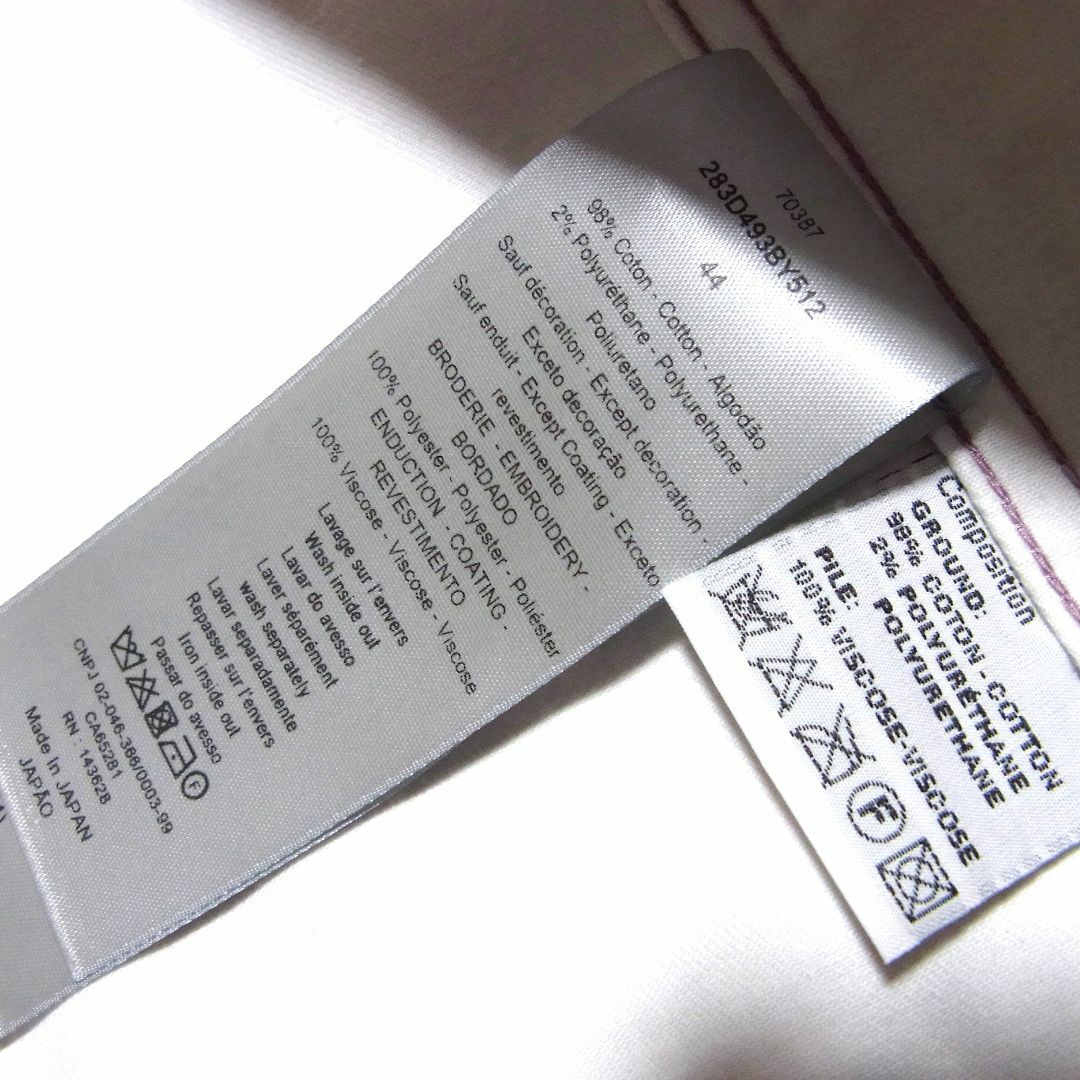 70387
283D493BY512
44
98% Coton - Cotton - Algodão
2% Polyuréthane - Polyurethane -
Poliuretano
Sauf décoration - Except decoration -
Exceto decoração
Sauf enduit - Except Coating - Exceto
revestimento
BRODERIE - EMBROIDERY -
BORDADO
100% Polyester - Polyester - Poliéster
ENDUCTION - COATING -
REVESTIMENTO
100% Viscose - Viscose - Viscose
Lavage sur l'envers
Wash inside out
Lavar do avesso
Laver séparément
wash separately
Lavar separadamente
Repasser sur l'envers
Iron inside out
Passar do avesso
F
CNPJ 02-046-366/0003-99
CA65281
RN : 143628
Made In JAPAN
JAPÃO
Composition
GROUND:
98% COTON - COTTON
2% POLYURÉTHANE
POLYURETHANE
PILE:
100% VISCOSE-VISCOSE
F